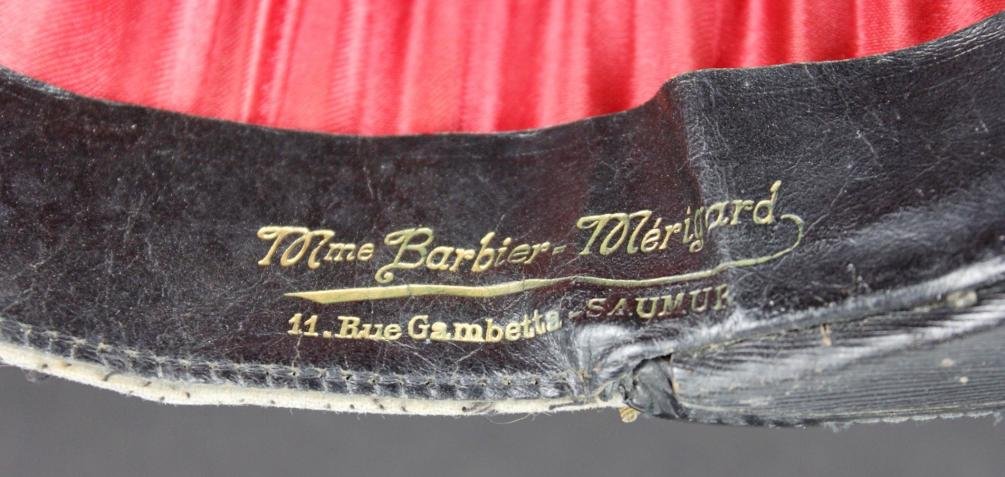 Mme Barbier-Mérigard
11. Rue Gambetta - SAUMUR